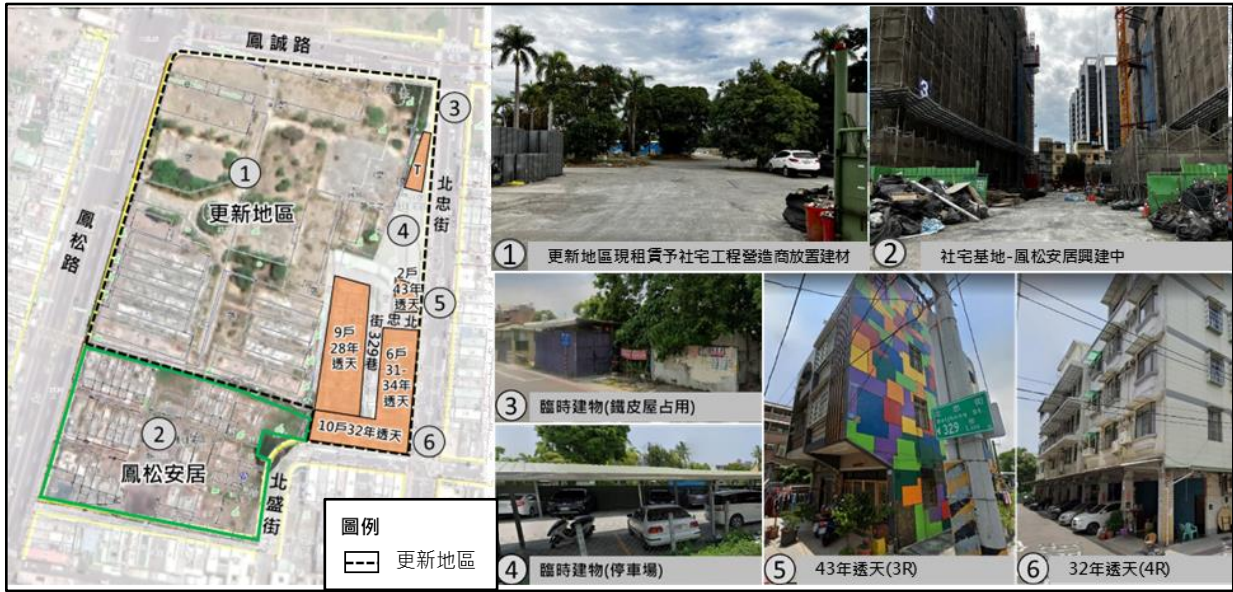 鳳誠路
鳳松路
北忠街
1
更新地區
3
T
4
2戶
43年
透天
5
北忠街329巷
9戶
28年
透天
6戶
31-
34年
透天
10戶32年透天
6
2
鳳松安居
北盛街
圖例
更新地區
1 更新地區現租賃予社宅工程營造商放置建材
2 社宅基地-鳳松安居興建中
3 臨時建物(鐵皮屋占用)
4 臨時建物(停車場)
329
5 43年透天(3R)
6 32年透天(4R)